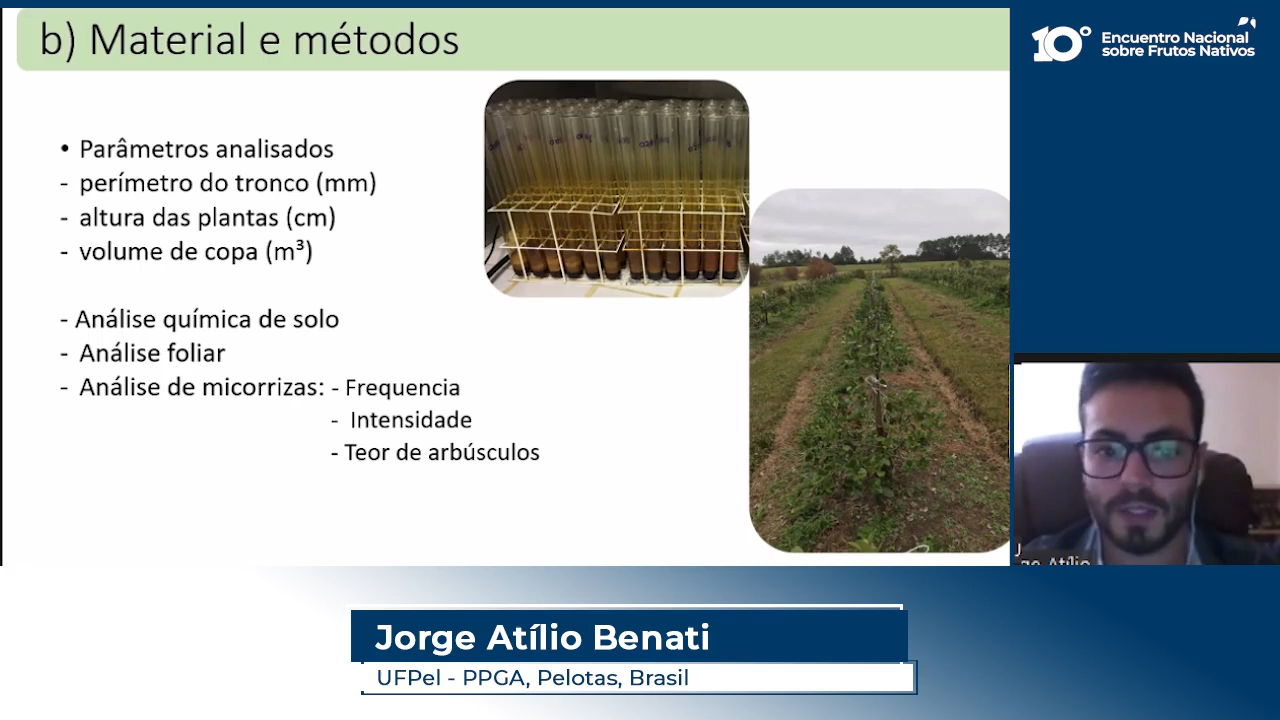 b) Material e métodos
• Parâmetros analisados
- perímetro do tronco (mm)
- altura das plantas (cm)
- volume de copa (m³)
- Análise química de solo
- Análise foliar
- Análise de micorrizas: - Frequencia
- Intensidade
- Teor de arbúsculos
10° Encuentro Nacional
sobre Frutos Nativos
Atílio
Jorge Atílio Benati
UFPel - PPGA, Pelotas, Brasil